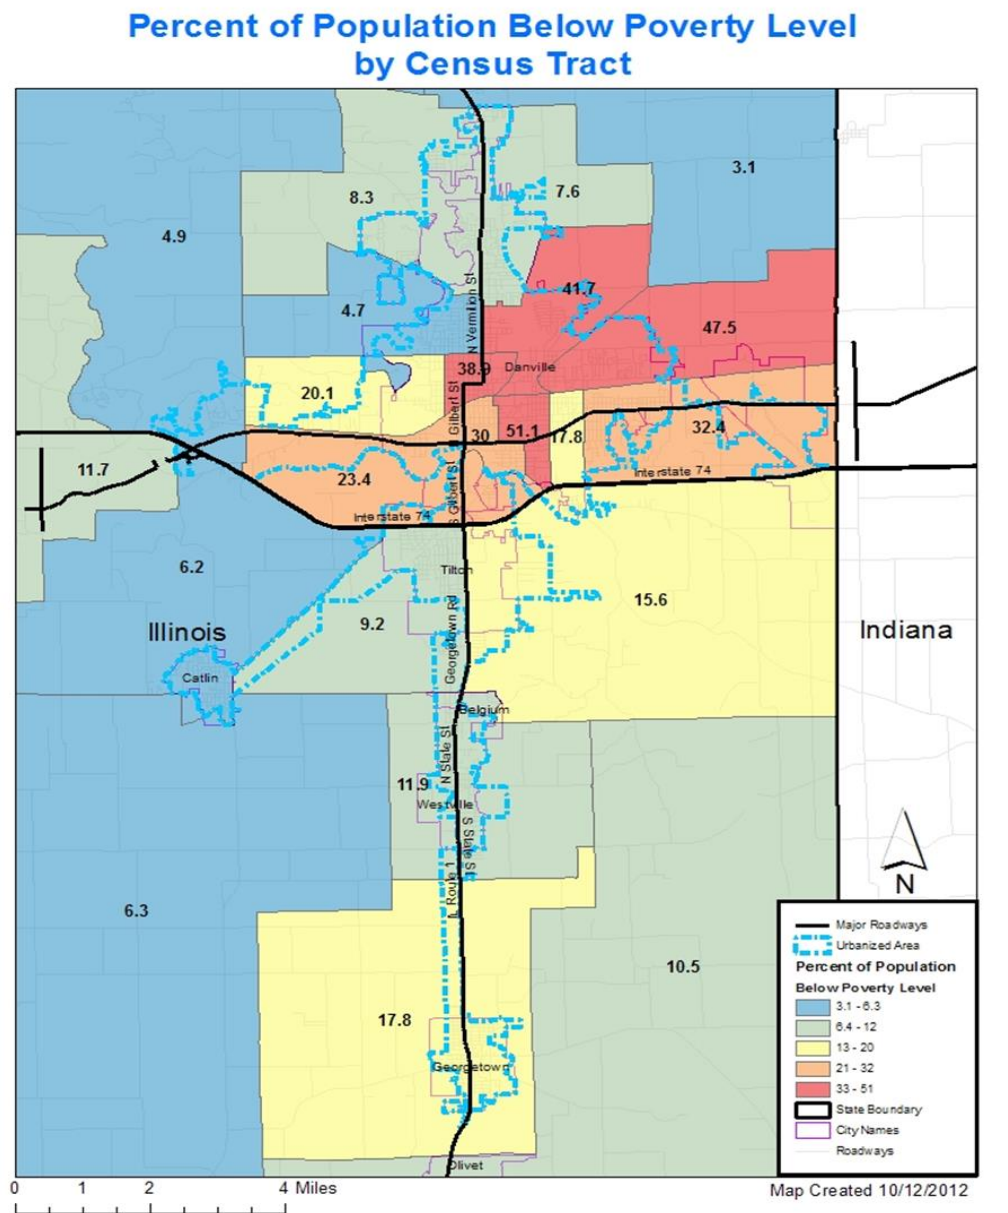 Percent of Population Below Poverty Level
by Census Tract
3.1
8.3
7.6
4.9
N Vermilion St
41.7
4.7
47.5
38.9
Danville
20.1
N Gilbert St
30
51.1
17.8
32.4
11.7
23.4
S Gilbert St
Interstate 74
Interstate 74
6.2
Tilton
15.6
9.2
Georgetown Rd
Illinois
Indiana
Catlin
Belgium
N State St
11.9
Westville
S State St
IL Route 1
N
6.3
10.5
17.8
Georgetown
Olivet
Major Roadways
Urbanized Area
Percent of Population
Below Poverty Level
3.1 - 6.3
6.4 - 12
13 - 20
21 - 32
33 - 51
State Boundary
City Names
Roadways
0 1 2 4 Miles
Map Created 10/12/2012